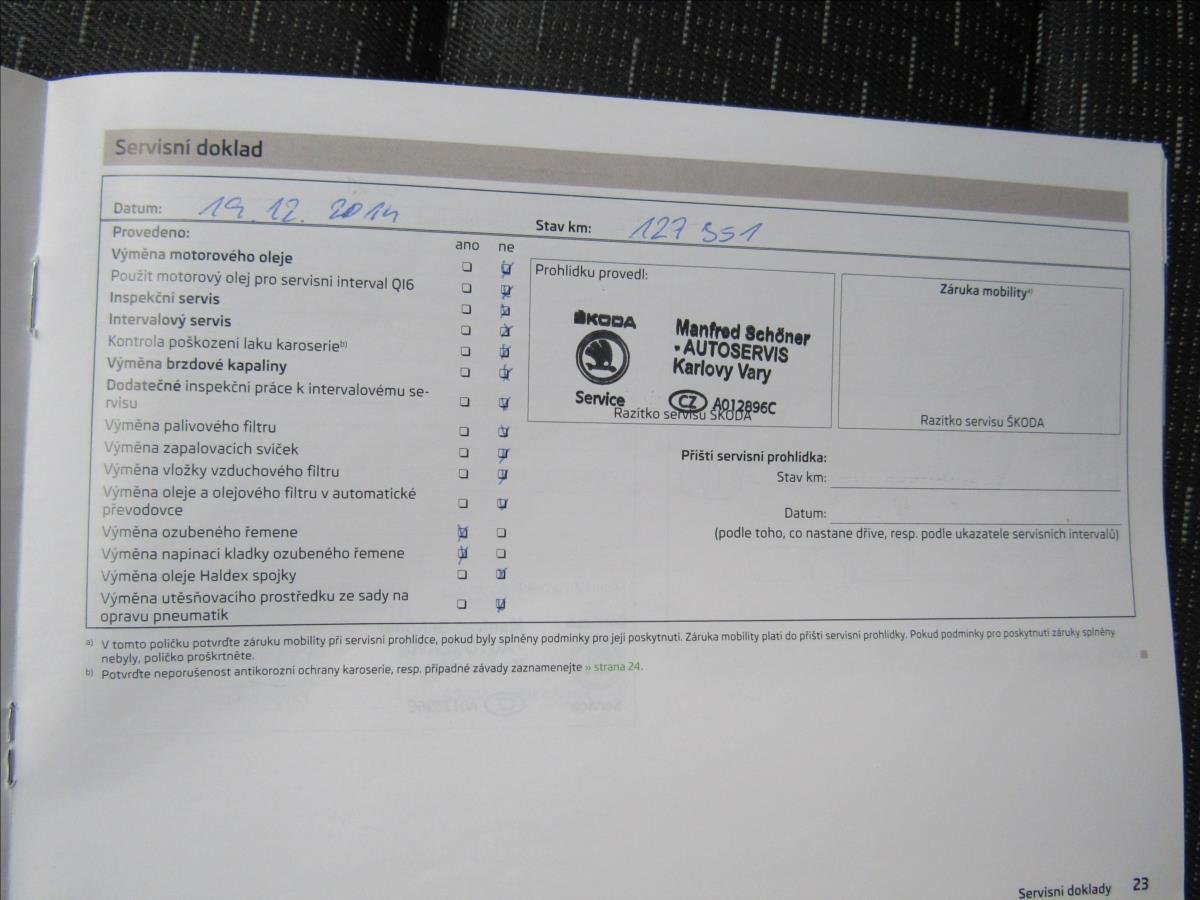 Servisní doklad
Datum: 19.12. 2014
Stav km: 127 551
Provedeno:
ano ne
Výměna motorového oleje
Použit motorový olej pro servisní interval QI6
Inspekční servis
Intervalový servis
Kontrola poškození laku karoserie b)
Výměna brzdové kapaliny
Dodatečné inspekční práce k intervalovému se-
rvisu
Výměna palivového filtru
Výměna zapalovacích svíček
Výměna vložky vzduchového filtru
Výměna oleje a olejového filtru v automatické
převodovce
Výměna ozubeného řemene
Výměna napínací kladky ozubeného řemene
Výměna oleje Haldex spojky
Výměna utěsňovacího prostředku ze sady na
opravu pneumatik
Prohlídku provedl:
ŠKODA
Service
Manfred Schöner
• AUTOSERVIS
Karlovy Vary
CZ A012896C
Razítko servisu ŠKODA
Záruka mobility a)
Razítko servisu ŠKODA
Příští servisní prohlídka:
Stav km:
Datum:
(podle toho, co nastane dříve, resp. podle ukazatele servisních intervalů)
a) V tomto políčku potvrďte záruku mobility při servisní prohlídce, pokud byly splněny podmínky pro její poskytnutí. Záruka mobility platí do příští servisní prohlídky. Pokud podmínky pro poskytnutí záruky splněny
nebyly, políčko proškrtněte.
b) Potvrďte neporušenost antikorozní ochrany karoserie, resp. případné závady zaznamenejte » strana 24.
Servisní doklady 23